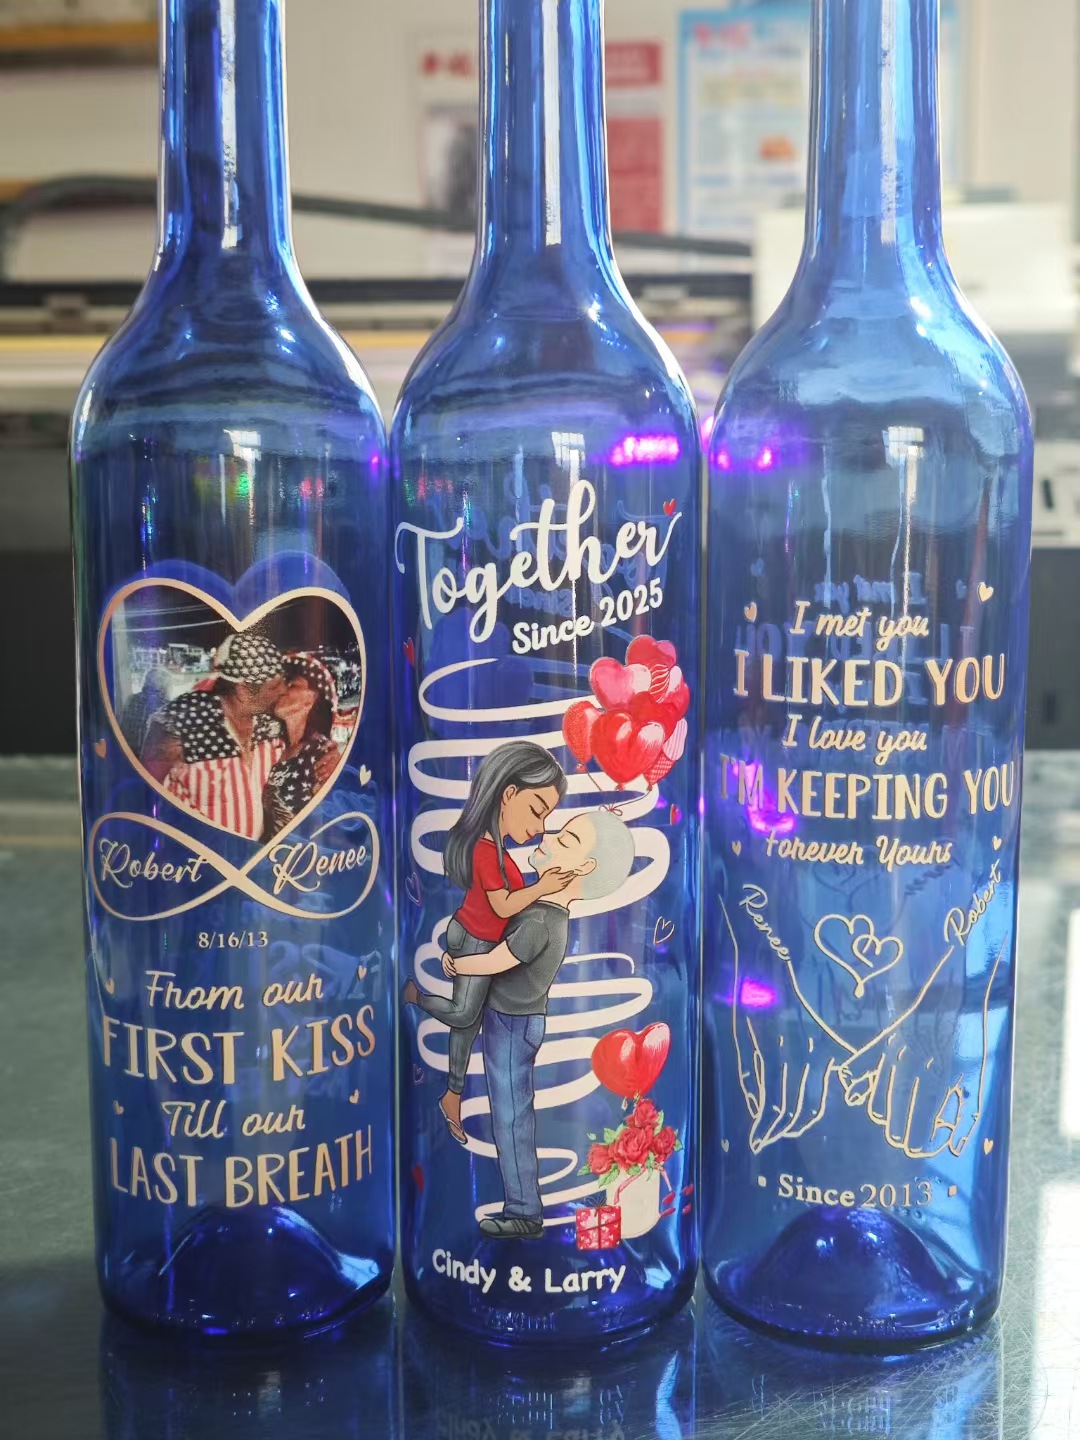 Robert Renee
8/16/13
From our
FIRST KISS
Till our
LAST BREATH
Together
Since 2025
Cindy & Larry
I met you
I LIKED YOU
I love you
I'M KEEPING YOU
Forever Yours
Renee Robert
Since 2013